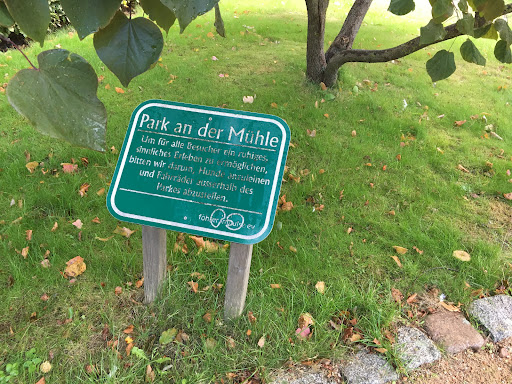 Park an der Mühle
Um für alle Besucher ein ruhiges,
sinnliches Erleben zu ermöglichen,
bitten wir darum, Hunde anzuleinen
und Fahrräder außerhalb des
Parkes abzustellen.